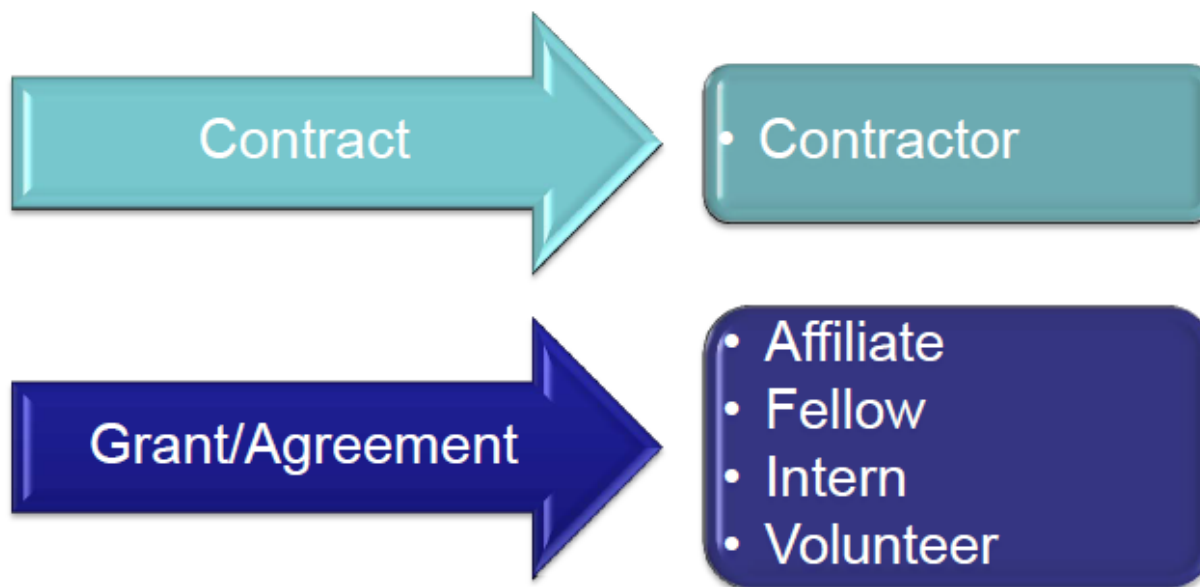 Contract
• Contractor
Grant/Agreement
• Affiliate
• Fellow
• Intern
• Volunteer